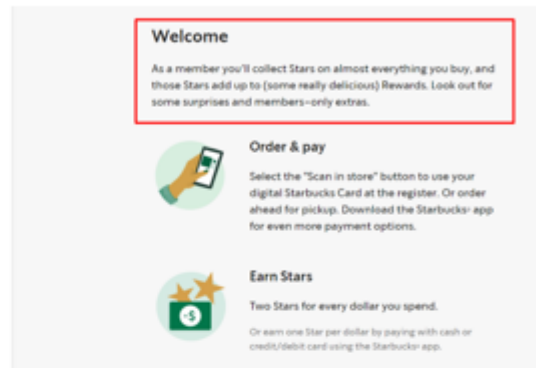 Welcome
As a member you'll collect Stars on almost everything you buy, and
those Stars add up to (some really delicious) Rewards. Look out for
some surprises and members-only extras.
Order & pay
Select the "Scan in store" button to use your
digital Starbucks Card at the register. Or order
ahead for pickup. Download the Starbucks® app
for even more payment options.
Earn Stars
Two Stars for every dollar you spend.
Or earn one Star per dollar by paying with cash or
credit/debit card using the Starbucks® app.